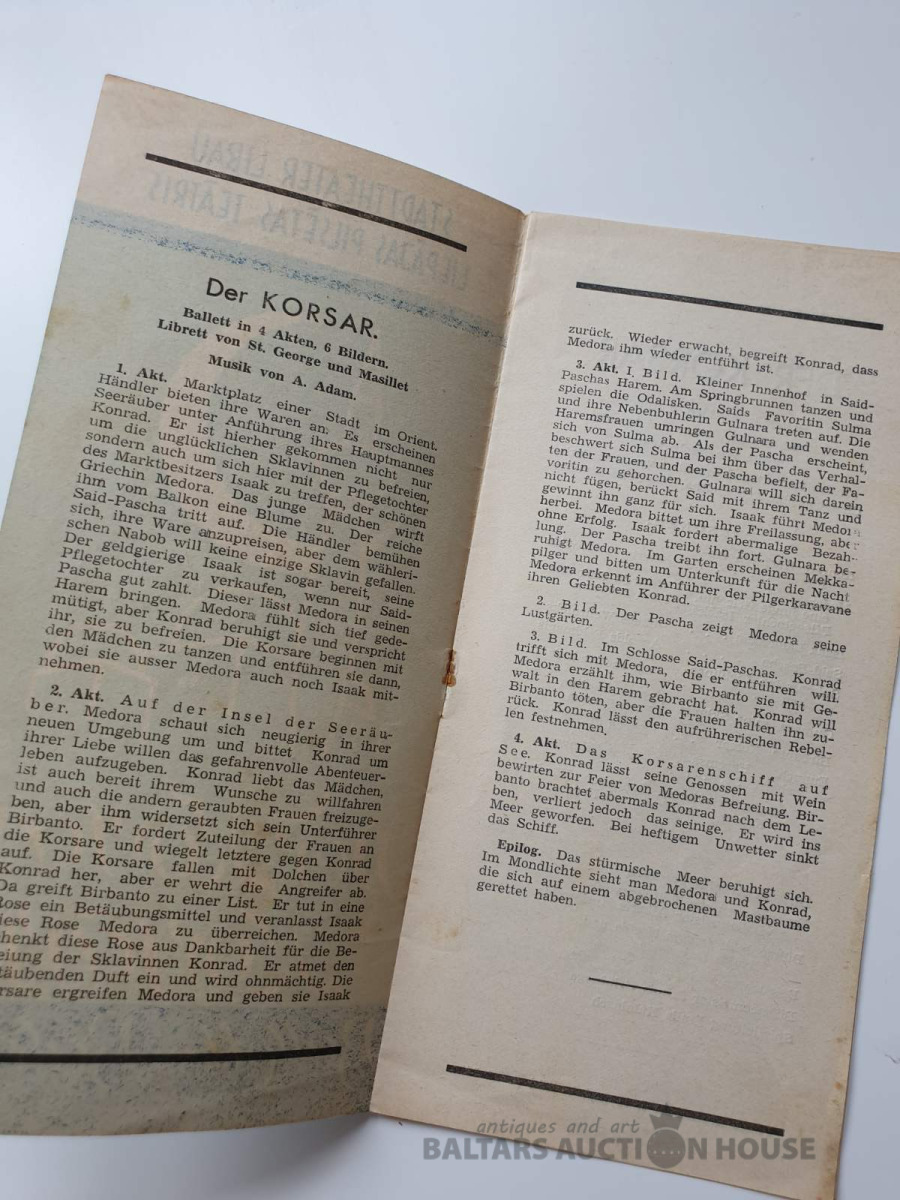 STADTTHEATER LIBAU
LIEPAJAS PILSĒTAS TEĀTRIS
Der KORSAR.
Ballett in 4 Akten, 6 Bildern.
Librett von St. George und Masillet
Musik von A. Adam.
1. Akt. Marktplatz einer Stadt im Orient.
Händler bieten ihre Waren an. Es erscheinen
Seeräuber unter Anführung ihres Hauptmannes
Konrad. Er ist hierher gekommen nicht nur
um die unglücklichen Sklavinnen zu befreien,
sondern auch um sich hier mit der Pflegetochter
des Marktbesitzers Isaak zu treffen, der schönen
Griechin Medora. Das junge Mädchen wirft
ihm vom Balkon eine Blume zu. Der reiche
Said-Pascha tritt auf. Die Händler bemühen
sich, ihre Ware anzupreisen, aber dem wähleri-
schen Nabob will keine einzige Sklavin gefallen.
Der geldgierige Isaak ist sogar bereit, seine
Pflegetochter zu verkaufen, wenn nur Said-
Pascha gut zahlt. Dieser lässt Medora in seinen
Harem bringen. Medora fühlt sich tief gede-
mütigt, aber Konrad beruhigt sie und verspricht
ihr, sie zu befreien. Die Korsare beginnen mit
den Mädchen zu tanzen und entführen sie dann,
wobei sie ausser Medora auch noch Isaak mit-
nehmen.
2. Akt. Auf der Insel der Seeräu-
ber. Medora schaut sich neugierig in ihrer
neuen Umgebung um und bittet Konrad um
ihrer Liebe willen das gefahrenvolle Abenteuer-
leben aufzugeben. Konrad liebt das Mädchen,
ist auch bereit ihrem Wunsche zu willfahren
und auch die andern geraubten Frauen freizuge-
ben, aber ihm widersetzt sich sein Unterführer
Birbanto. Er fordert Zuteilung der Frauen an
die Korsare und wiegelt letztere gegen Konrad
auf. Die Korsare fallen mit Dolchen über
Konrad her, aber er wehrt die Angreifer ab.
Da greift Birbanto zu einer List. Er tut in eine
Rose ein Betäubungsmittel und veranlasst Isaak
iese Rose Medora zu überreichen. Medora
henkt diese Rose aus Dankbarkeit für die Be-
eiung der Sklavinnen Konrad. Er atmet den
täubenden Duft ein und wird ohnmächtig. Die
rsare ergreifen Medora und geben sie Isaak
zurück. Wieder erwacht, begreift Konrad, dass
Medora ihm wieder entführt ist.
3. Akt. I. Bild. Kleiner Innenhof in Said-
Paschas Harem. Am Springbrunnen tanzen und
spielen die Odalisken. Saids Favoritin Sulma
und ihre Nebenbuhlerin Gulnara treten auf. Die
Haremsfrauen umringen Gulnara und wenden
sich von Sulma ab. Als der Pascha erscheint,
beschwert sich Sulma bei ihm über das Verhal-
ten der Frauen, und der Pascha befielt, der Fa-
voritin zu gehorchen. Gulnara will sich darein
nicht fügen, berückt Said mit ihrem Tanz und
gewinnt ihn ganz für sich. Isaak führt Medora
herbei. Medora bittet um ihre Freilassung, aber
ohne Erfolg. Isaak fordert abermalige Bezah-
lung. Der Pascha treibt ihn fort. Gulnara be-
ruhigt Medora. Im Garten erscheinen Mekka-
pilger und bitten um Unterkunft für die Nacht
Medora erkennt im Anführer der Pilgerkaravane
ihren Geliebten Konrad.
2. Bild. Der Pascha zeigt Medora seine
Lustgärten.
3. Bild. Im Schlosse Said-Paschas. Konrad
trifft sich mit Medora, die er entführen will.
Medora erzählt ihm, wie Birbanto sie mit Ge-
walt in den Harem gebracht hat. Konrad will
Birbanto töten, aber die Frauen halten ihn zu-
rück. Konrad lässt den aufrührerischen Rebel-
len festnehmen.
4. Akt. Das Korsarenschiff auf
See. Konrad lässt seine Genossen mit Wein
bewirten zur Feier von Medoras Befreiung. Bir-
banto brachtet abermals Konrad nach dem Le-
ben, verliert jedoch das seinige. Er wird ins
Meer geworfen. Bei heftigem Unwetter sinkt
das Schiff.
Epilog. Das stürmische Meer beruhigt sich.
Im Mondlichte sieht man Medora und Konrad,
die sich auf einem abgebrochenen Mastbaume
gerettet haben.
antiques and art
BALTARS AUCTION HOUSE